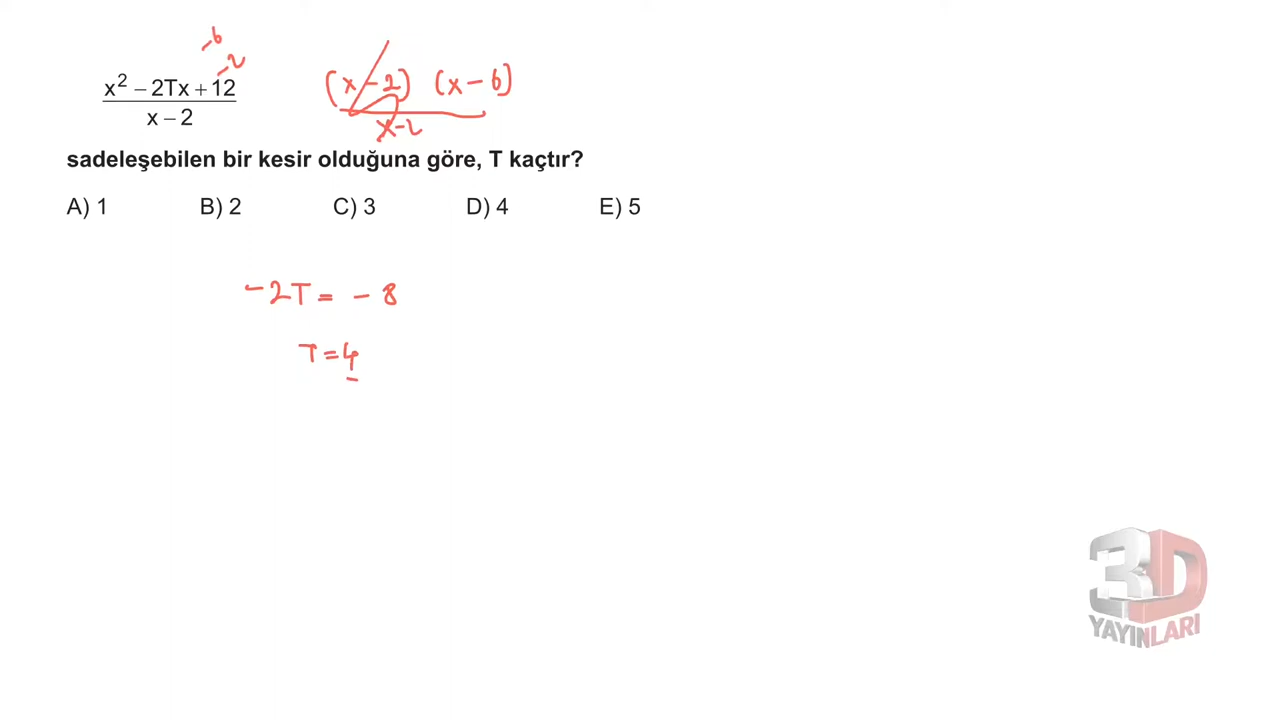 -6
-2
x² − 2Tx + 12
x − 2
(x - 2) (x - 6)
x-2
sadeleşebilen bir kesir olduğuna göre, T kaçtır?
A) 1 B) 2 C) 3 D) 4 E) 5
-2T = - 8
T = 4
3D
YAYINLARI